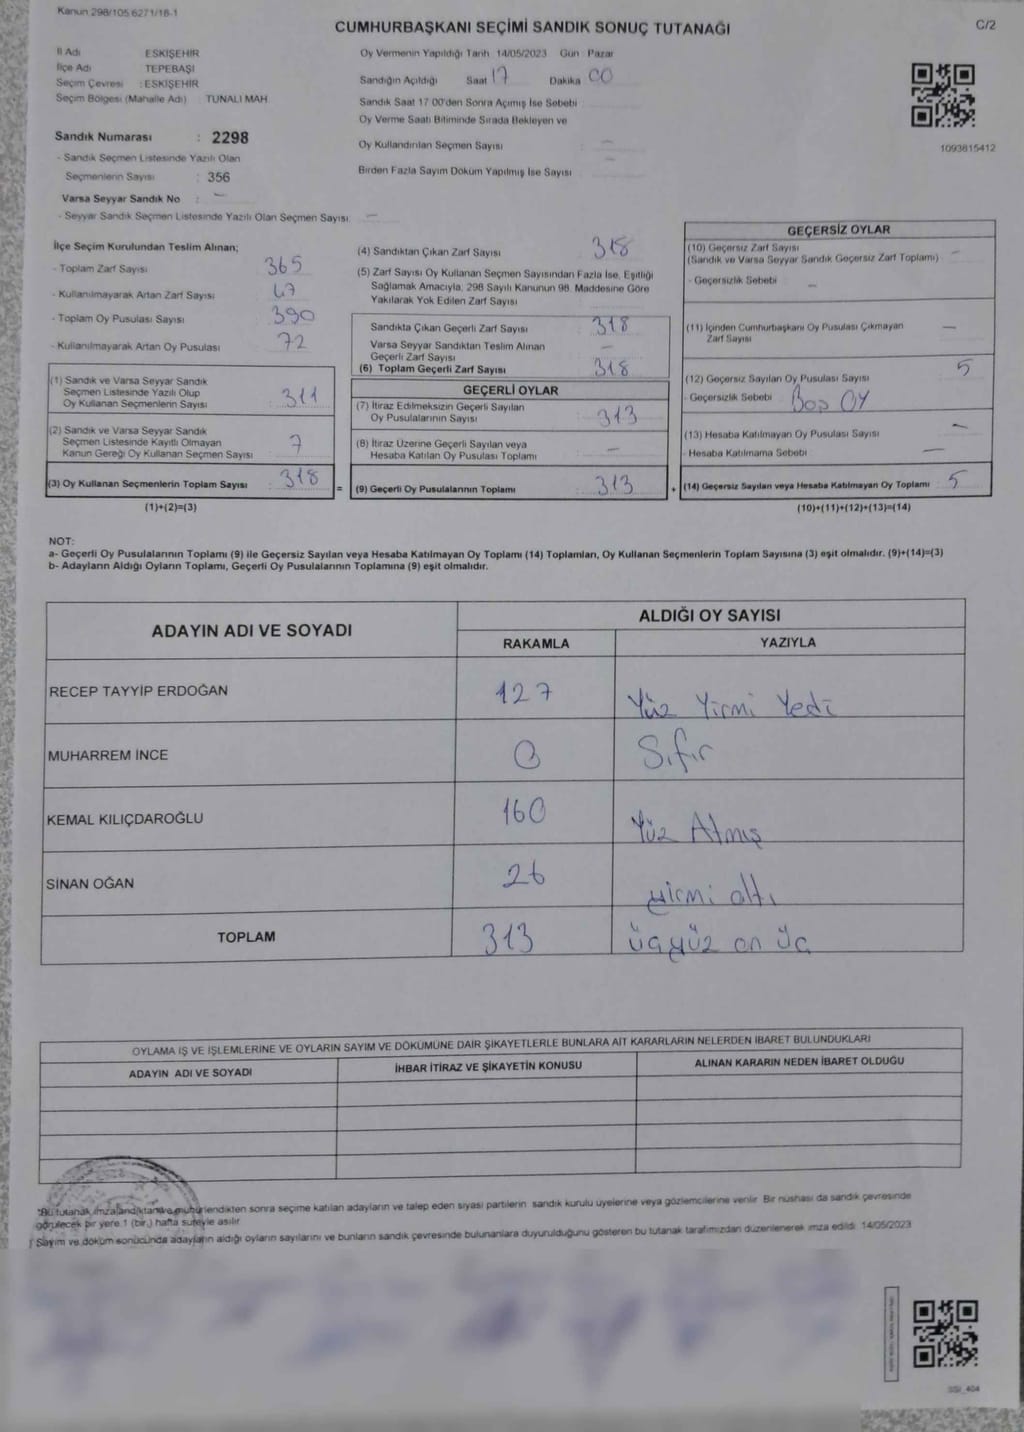 Kanun 298/105 6271/18-1
CUMHURBAŞKANI SEÇİMİ SANDIK SONUÇ TUTANAĞI
C/2
İl Adı ESKİŞEHİR
İlçe Adı TEPEBAŞI
Seçim Çevresi : ESKİŞEHİR
Seçim Bölgesi (Mahalle Adı) : TUNALI MAH
Oy Vermenin Yapıldığı Tarih 14/05/2023 Gün : Pazar
Sandığın Açıldığı Saat 17 Dakika 00
Sandık Saat 17 00'den Sonra Açımış İse Sebebi
Oy Verme Saati Bitiminde Sırada Bekleyen ve
Oy Kullandırılan Seçmen Sayısı : —
Birden Fazla Sayım Döküm Yapılmış İse Sayısı —
1093815412
Sandık Numarası : 2298
- Sandık Seçmen Listesinde Yazılı Olan
Seçmenlerin Sayısı : 356
Varsa Seyyar Sandık No : —
- Seyyar Sandık Seçmen Listesinde Yazılı Olan Seçmen Sayısı : —
İlçe Seçim Kurulundan Teslim Alınan;
- Toplam Zarf Sayısı 365
- Kullanılmayarak Artan Zarf Sayısı 47
- Toplam Oy Pusulası Sayısı 390
- Kullanılmayarak Artan Oy Pusulası 72
(1) Sandık ve Varsa Seyyar Sandık
Seçmen Listesinde Yazılı Olup
Oy Kullanan Seçmenlerin Sayısı 311
(2) Sandık ve Varsa Seyyar Sandık
Seçmen Listesinde Kayıtlı Olmayan
Kanun Gereği Oy Kullanan Seçmen Sayısı 7
(3) Oy Kullanan Seçmenlerin Toplam Sayısı 318
(1)+(2)=(3)
(4) Sandıktan Çıkan Zarf Sayısı 318
(5) Zarf Sayısı Oy Kullanan Seçmen Sayısından Fazla İse, Eşitliği
Sağlamak Amacıyla, 298 Sayılı Kanunun 98. Maddesine Göre
Yakılarak Yok Edilen Zarf Sayısı
Sandıkta Çıkan Geçerli Zarf Sayısı 318
Varsa Seyyar Sandıktan Teslim Alınan
Geçerli Zarf Sayısı —
(6) Toplam Geçerli Zarf Sayısı 318
GEÇERLİ OYLAR
(7) İtiraz Edilmeksizin Geçerli Sayılan
Oy Pusulalarının Sayısı 313
(8) İtiraz Üzerine Geçerli Sayılan veya
Hesaba Katılan Oy Pusulası Toplamı —
= (9) Geçerli Oy Pusulalarının Toplamı 313
GEÇERSİZ OYLAR
(10) Geçersiz Zarf Sayısı
(Sandık ve Varsa Seyyar Sandık Geçersiz Zarf Toplamı) —
- Geçersizlik Sebebi —
(11) İçinden Cumhurbaşkanı Oy Pusulası Çıkmayan
Zarf Sayısı —
(12) Geçersiz Sayılan Oy Pusulası Sayısı 5
- Geçersizlik Sebebi Boş OY
(13) Hesaba Katılmayan Oy Pusulası Sayısı —
- Hesaba Katılmama Sebebi —
+ (14) Geçersiz Sayılan veya Hesaba Katılmayan Oy Toplamı 5
(10)+(11)+(12)+(13)=(14)
NOT:
a- Geçerli Oy Pusulalarının Toplamı (9) ile Geçersiz Sayılan veya Hesaba Katılmayan Oy Toplamı (14) Toplamları, Oy Kullanan Seçmenlerin Toplam Sayısına (3) eşit olmalıdır. (9)+(14)=(3)
b- Adayların Aldığı Oyların Toplamı, Geçerli Oy Pusulalarının Toplamına (9) eşit olmalıdır.
ADAYIN ADI VE SOYADI
ALDIĞI OY SAYISI
RAKAMLA YAZIYLA
RECEP TAYYİP ERDOĞAN 127 Yüz Yirmi Yedi
MUHARREM İNCE 0 Sıfır
KEMAL KILIÇDAROĞLU 160 Yüz Atmış
SİNAN OĞAN 26 yirmi altı
TOPLAM 313 üçyüz on üç
OYLAMA İŞ VE İŞLEMLERİNE VE OYLARIN SAYIM VE DÖKÜMÜNE DAİR ŞİKAYETLERLE BUNLARA AİT KARARLARIN NELERDEN İBARET BULUNDUKLARI
ADAYIN ADI VE SOYADI İHBAR İTİRAZ VE ŞİKAYETİN KONUSU ALINAN KARARIN NEDEN İBARET OLDUĞU
*Bu tutanak imzalandıktan ve mühürlendikten sonra seçime katılan adayların ve talep eden siyasi partilerin sandık kurulu üyelerine veya gözlemcilerine verilir. Bir nushası da sandık çevresinde
görülecek bir yere 1 (bir,) hafta süreyle asılır
Sayım ve döküm sonucunda adayların aldığı oyların sayılarını ve bunların sandık çevresinde bulunanlara duyurulduğunu gösteren bu tutanak tarafımızdan düzenlenerek imza edildi. 14/05/2023
SSI_404